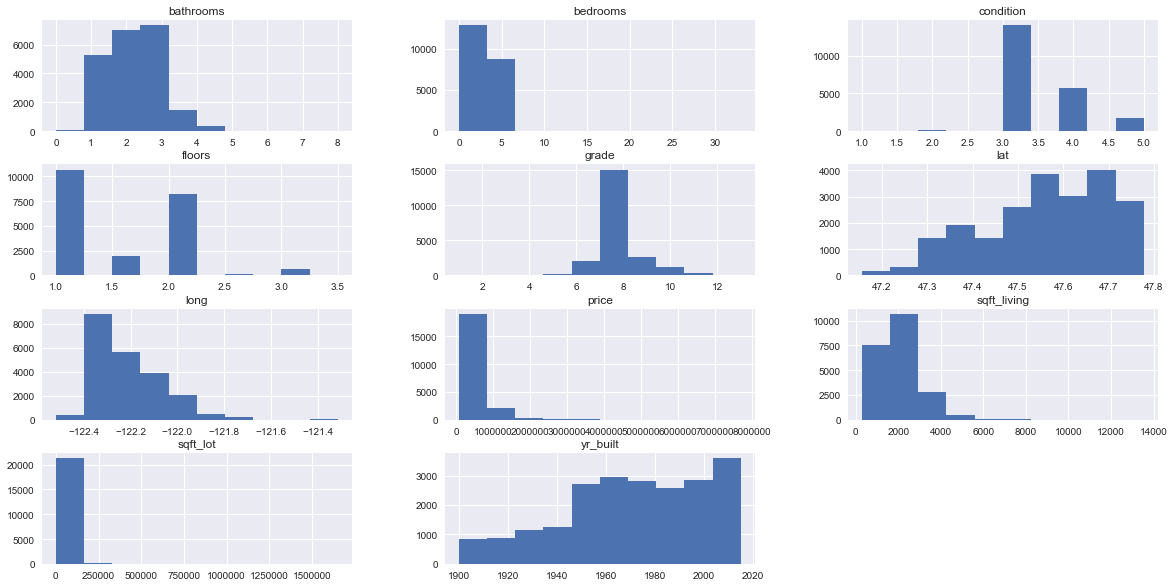 bathrooms
6000
4000
2000
0
0 1 2 3 4 5 6 7 8
bedrooms
10000
5000
0
0 5 10 15 20 25 30
condition
10000
5000
0
1.0 1.5 2.0 2.5 3.0 3.5 4.0 4.5 5.0
floors
10000
7500
5000
2500
0
1.0 1.5 2.0 2.5 3.0 3.5
grade
15000
10000
5000
0
2 4 6 8 10 12
lat
4000
3000
2000
1000
0
47.2 47.3 47.4 47.5 47.6 47.7 47.8
long
8000
6000
4000
2000
0
−122.4 −122.2 −122.0 −121.8 −121.6 −121.4
price
15000
10000
5000
0
0 1000000 2000000 3000000 4000000 5000000 6000000 7000000 8000000
sqft_living
10000
7500
5000
2500
0
0 2000 4000 6000 8000 10000 12000 14000
sqft_lot
20000
15000
10000
5000
0
0 250000 500000 750000 1000000 1250000 1500000
yr_built
3000
2000
1000
0
1900 1920 1940 1960 1980 2000 2020